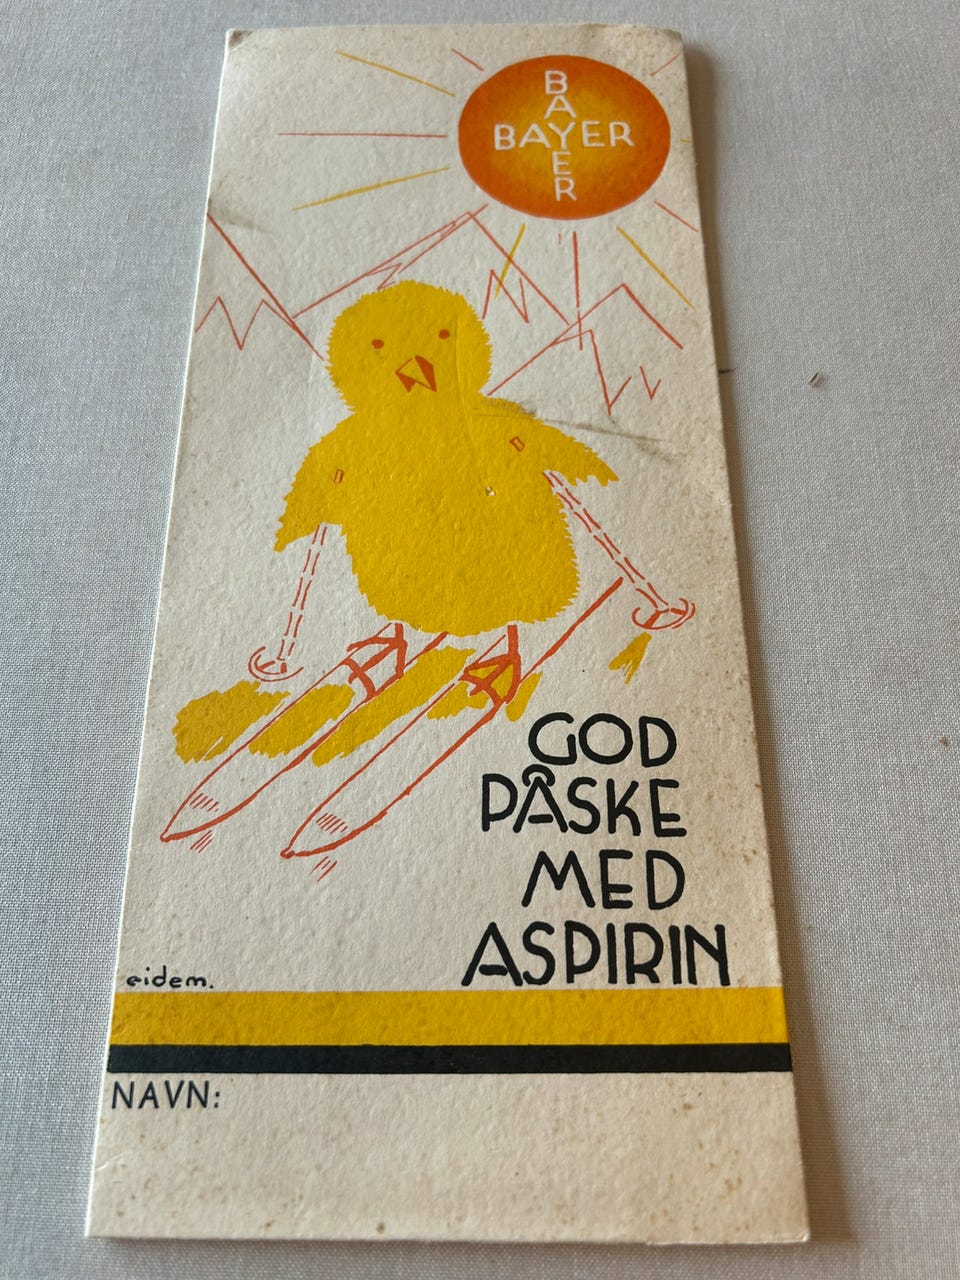 BAYER
BAYER
GOD
PÅSKE
MED
ASPIRIN
eidem.
NAVN: